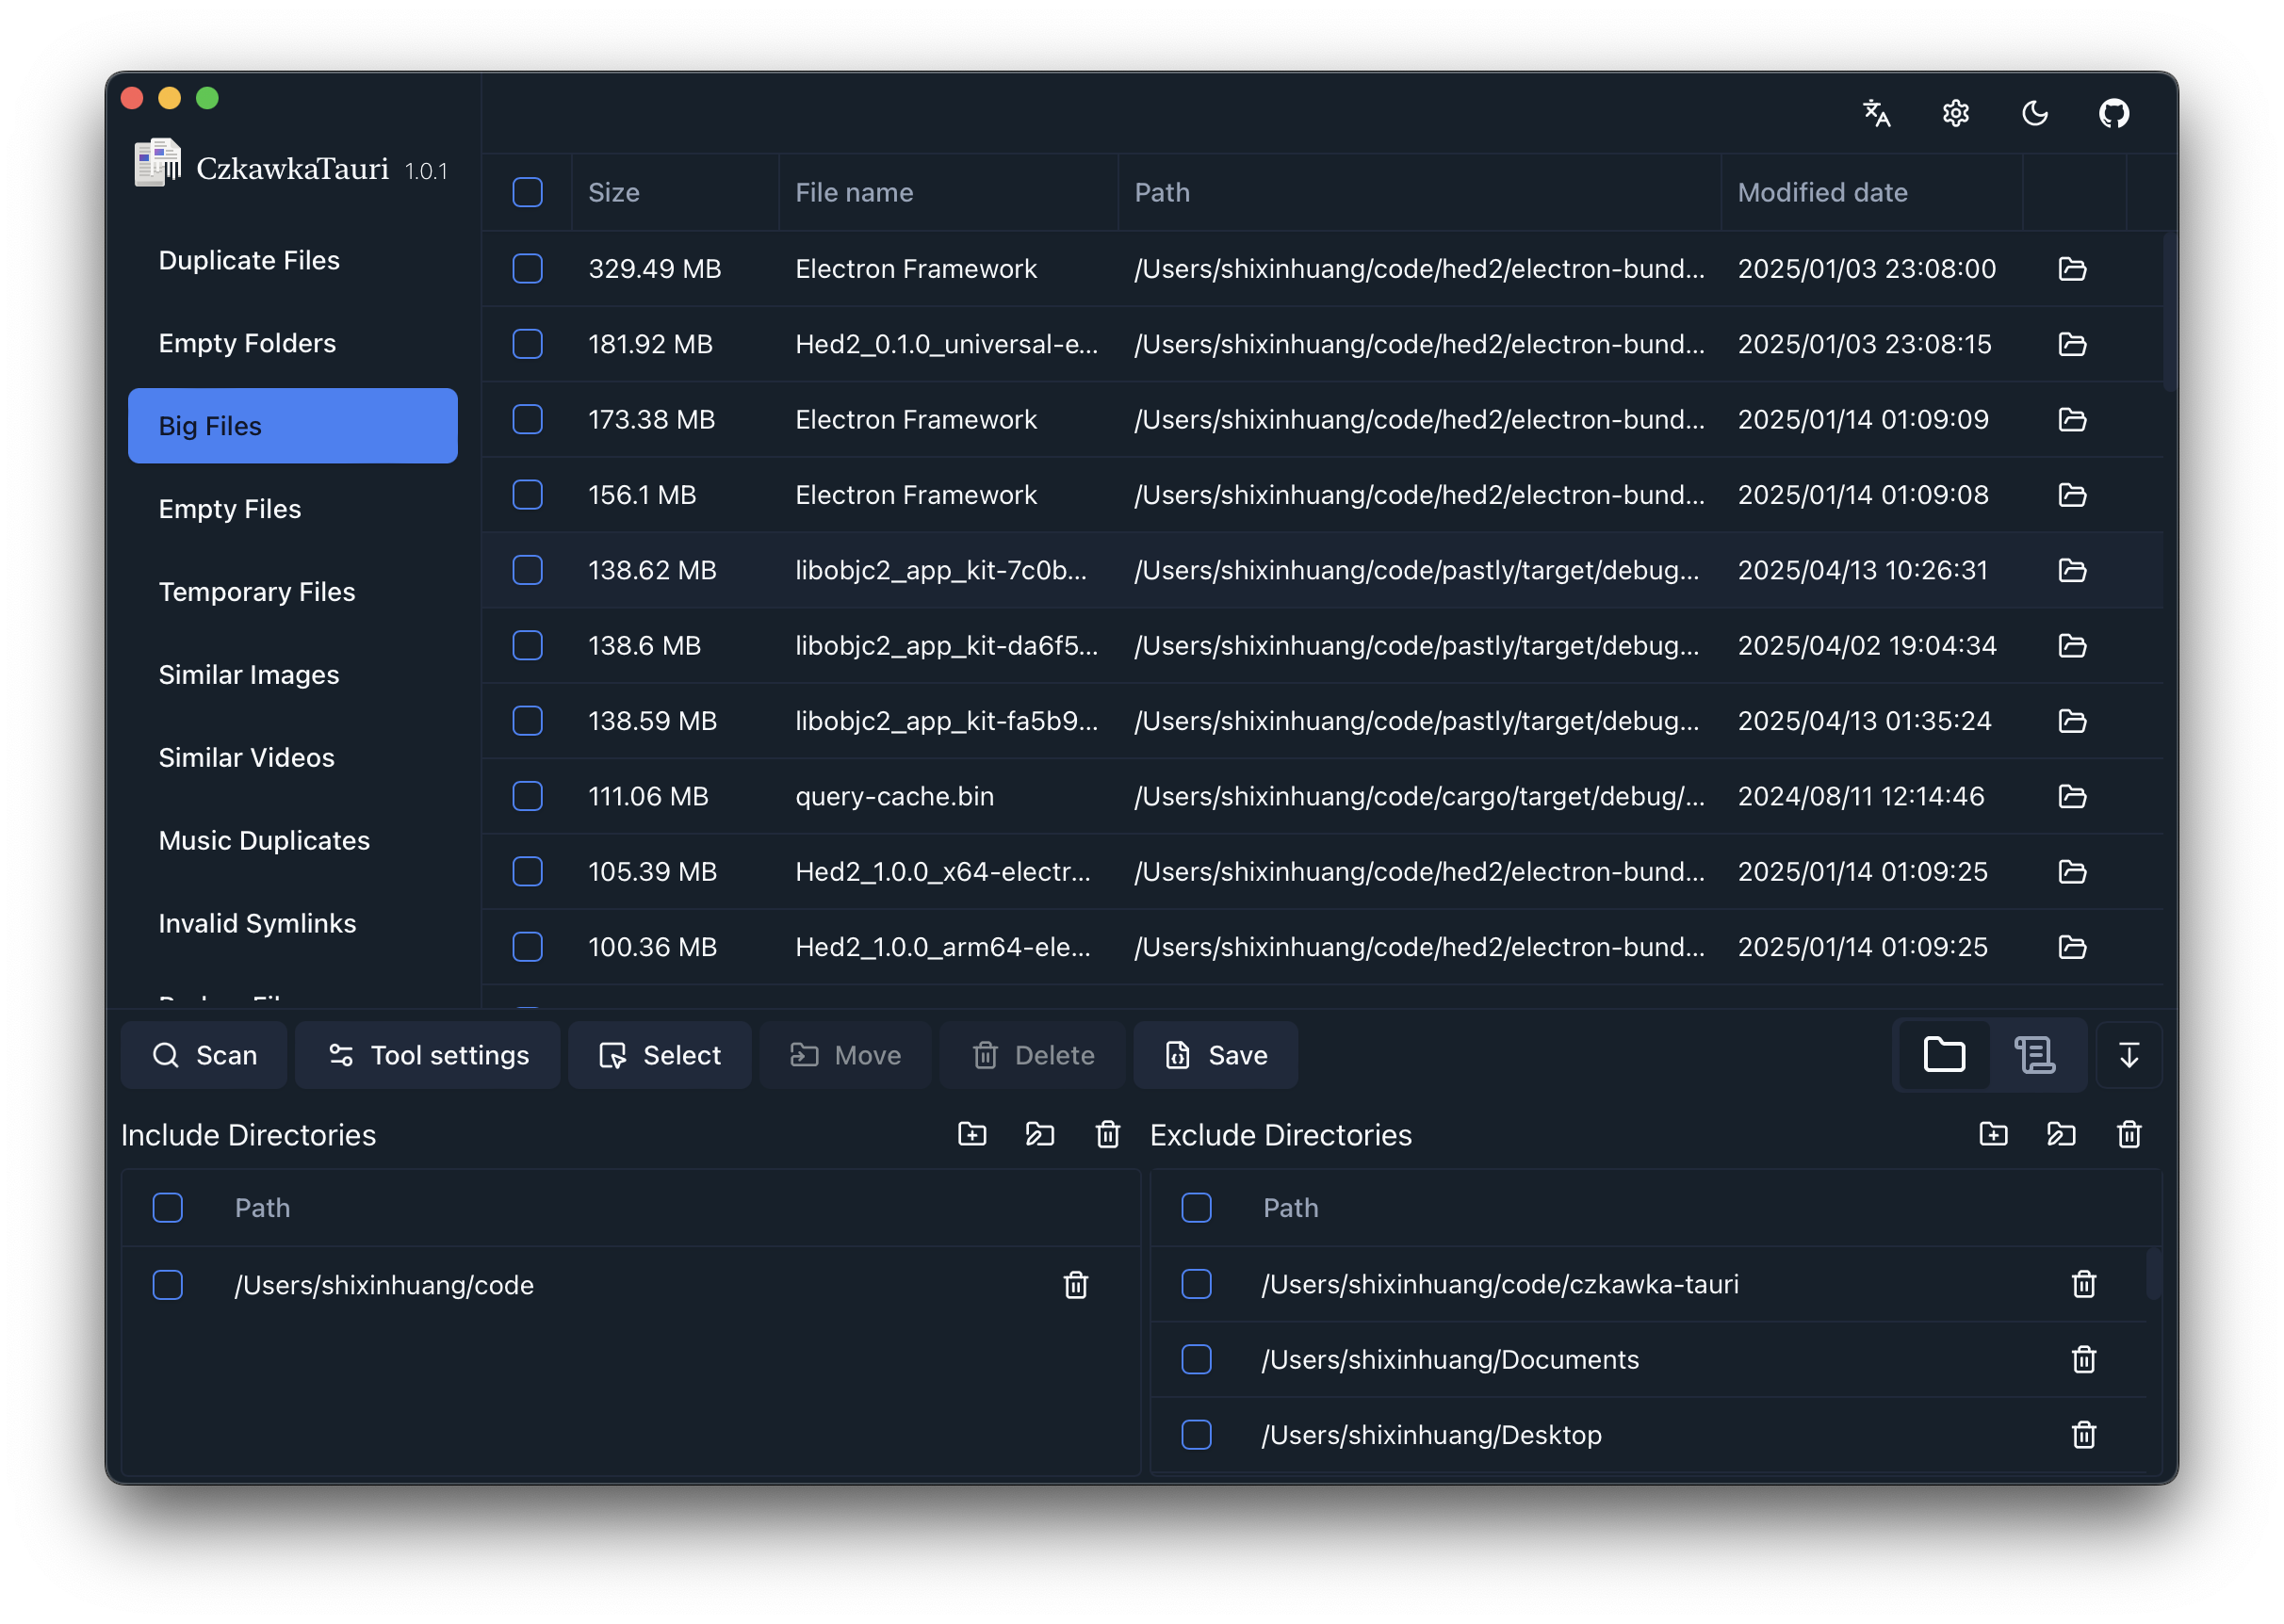 CzkawkaTauri 1.0.1
Duplicate Files
Empty Folders
Big Files
Empty Files
Temporary Files
Similar Images
Similar Videos
Music Duplicates
Invalid Symlinks
Size File name Path Modified date
329.49 MB Electron Framework /Users/shixinhuang/code/hed2/electron-bund... 2025/01/03 23:08:00
181.92 MB Hed2_0.1.0_universal-e... /Users/shixinhuang/code/hed2/electron-bund... 2025/01/03 23:08:15
173.38 MB Electron Framework /Users/shixinhuang/code/hed2/electron-bund... 2025/01/14 01:09:09
156.1 MB Electron Framework /Users/shixinhuang/code/hed2/electron-bund... 2025/01/14 01:09:08
138.62 MB libobjc2_app_kit-7c0b... /Users/shixinhuang/code/pastly/target/debug... 2025/04/13 10:26:31
138.6 MB libobjc2_app_kit-da6f5... /Users/shixinhuang/code/pastly/target/debug... 2025/04/02 19:04:34
138.59 MB libobjc2_app_kit-fa5b9... /Users/shixinhuang/code/pastly/target/debug... 2025/04/13 01:35:24
111.06 MB query-cache.bin /Users/shixinhuang/code/cargo/target/debug/... 2024/08/11 12:14:46
105.39 MB Hed2_1.0.0_x64-electr... /Users/shixinhuang/code/hed2/electron-bund... 2025/01/14 01:09:25
100.36 MB Hed2_1.0.0_arm64-ele... /Users/shixinhuang/code/hed2/electron-bund... 2025/01/14 01:09:25
Scan Tool settings Select Move Delete Save
Include Directories
Path
/Users/shixinhuang/code
Exclude Directories
Path
/Users/shixinhuang/code/czkawka-tauri
/Users/shixinhuang/Documents
/Users/shixinhuang/Desktop